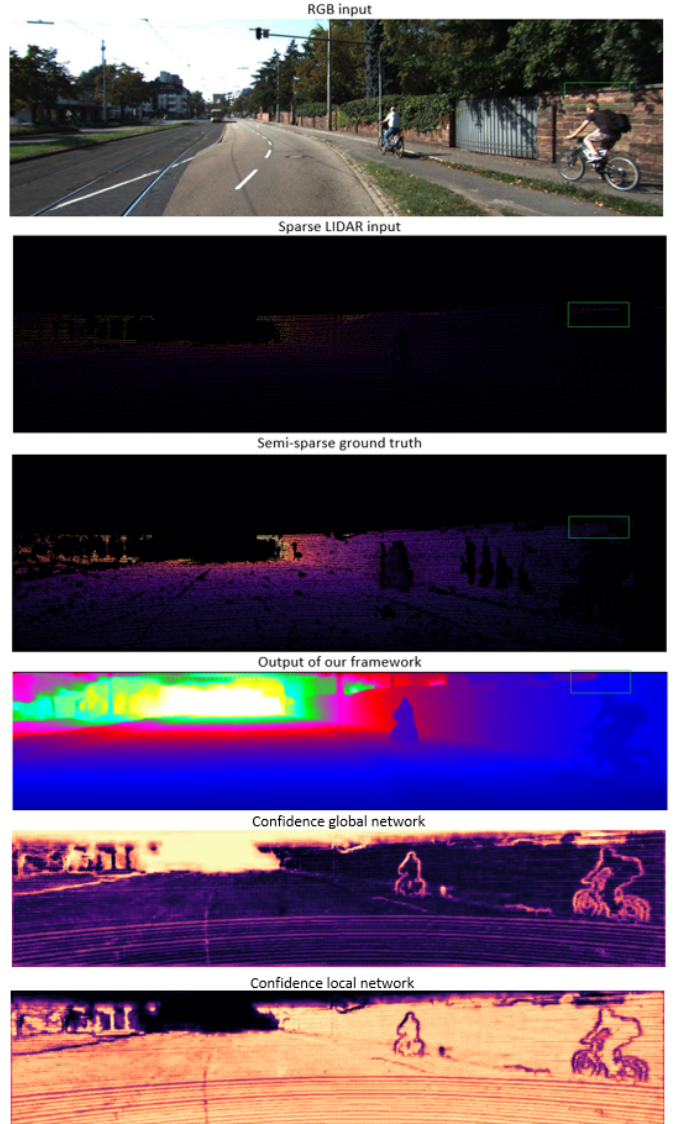 RGB input
Sparse LIDAR input
Semi-sparse ground truth
Output of our framework
Confidence global network
Confidence local network